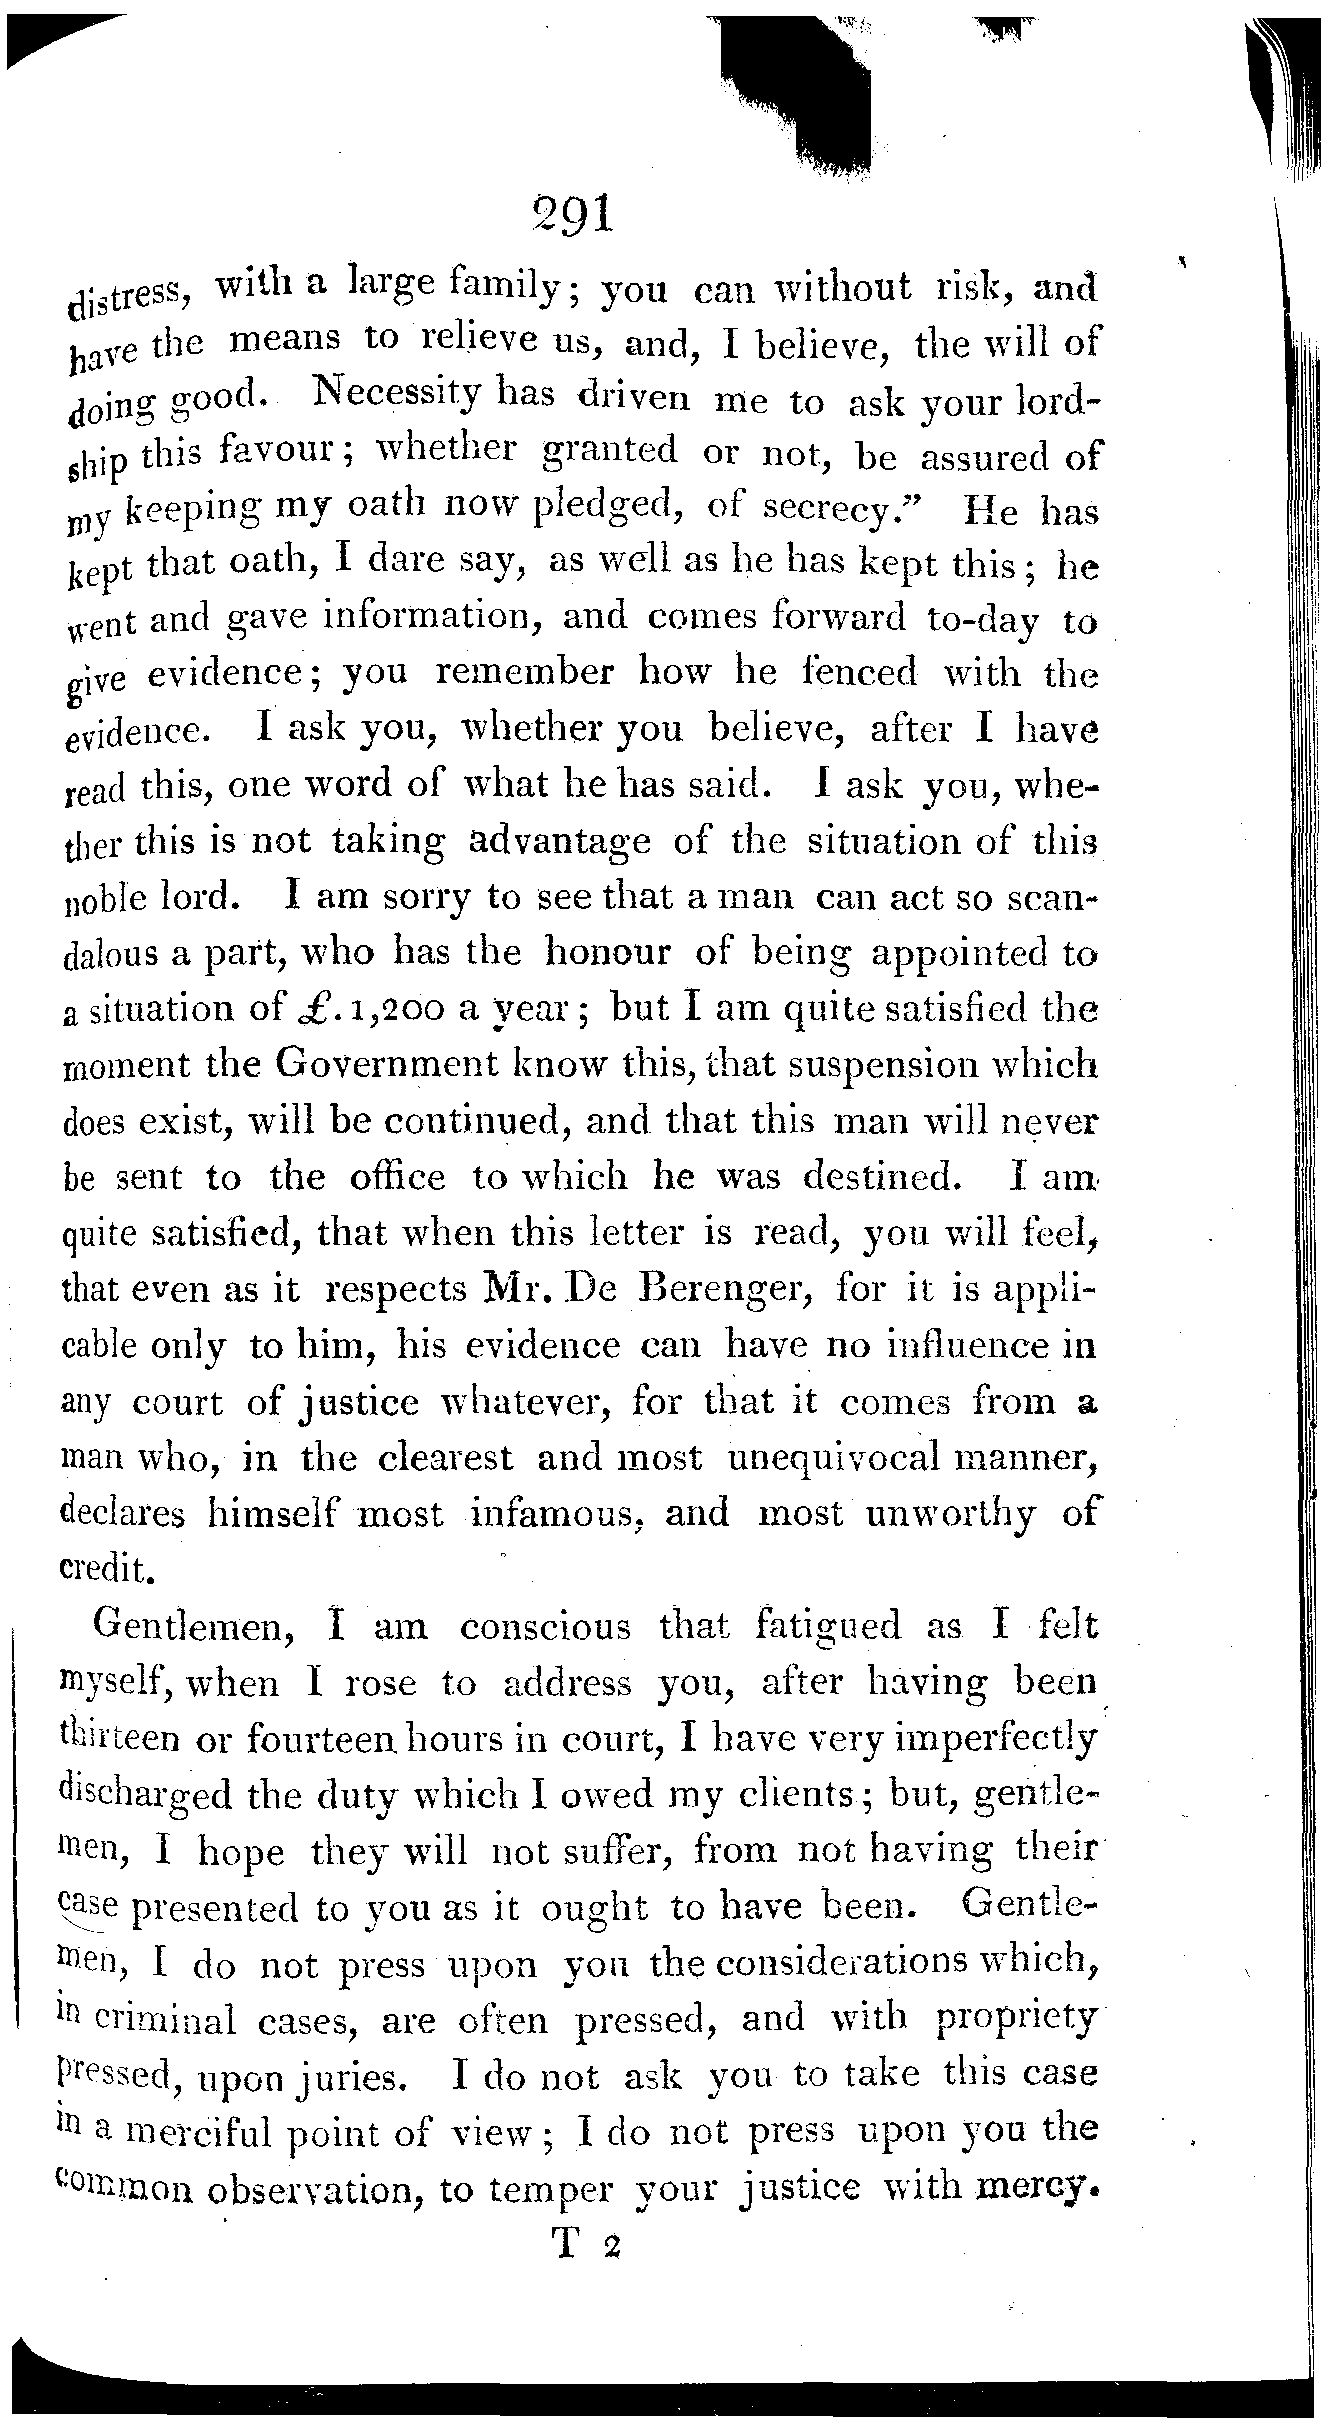 291
distress, with a large family; you can without risk, and
have the means to relieve us, and, I believe, the will of
doing good. Necessity has driven me to ask your lord-
ship this favour; whether granted or not, be assured of
my keeping my oath now pledged, of secrecy.” He has
kept that oath, I dare say, as well as he has kept this; he
went and gave information, and comes forward to-day to
give evidence; you remember how he fenced with the
evidence. I ask you, whether you believe, after I have
read this, one word of what he has said. I ask you, whe-
ther this is not taking advantage of the situation of this
noble lord. I am sorry to see that a man can act so scan-
dalous a part, who has the honour of being appointed to
a situation of £.1,200 a year; but I am quite satisfied the
moment the Government know this, that suspension which
does exist, will be continued, and that this man will never
be sent to the office to which he was destined. I am
quite satisfied, that when this letter is read, you will feel,
that even as it respects Mr. De Berenger, for it is appli-
cable only to him, his evidence can have no influence in
any court of justice whatever, for that it comes from a
man who, in the clearest and most unequivocal manner,
declares himself most infamous, and most unworthy of
credit.
Gentlemen, I am conscious that fatigued as I felt
myself, when I rose to address you, after having been
thirteen or fourteen hours in court, I have very imperfectly
discharged the duty which I owed my clients; but, gentle-
men, I hope they will not suffer, from not having their
case presented to you as it ought to have been. Gentle-
men, I do not press upon you the considerations which,
in criminal cases, are often pressed, and with propriety
pressed, upon juries. I do not ask you to take this case
in a merciful point of view; I do not press upon you the
common observation, to temper your justice with mercy.
T 2